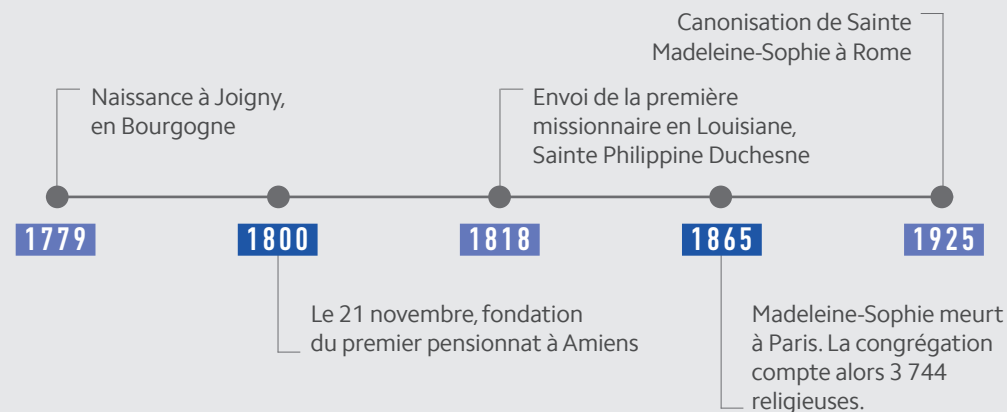 Canonisation de Sainte
Madeleine-Sophie à Rome
Naissance à Joigny,
en Bourgogne
Envoi de la première
missionnaire en Louisiane,
Sainte Philippine Duchesne
1779
1800
1818
1865
1925
Le 21 novembre, fondation
du premier pensionnat à Amiens
Madeleine-Sophie meurt
à Paris. La congrégation
compte alors 3 744
religieuses.